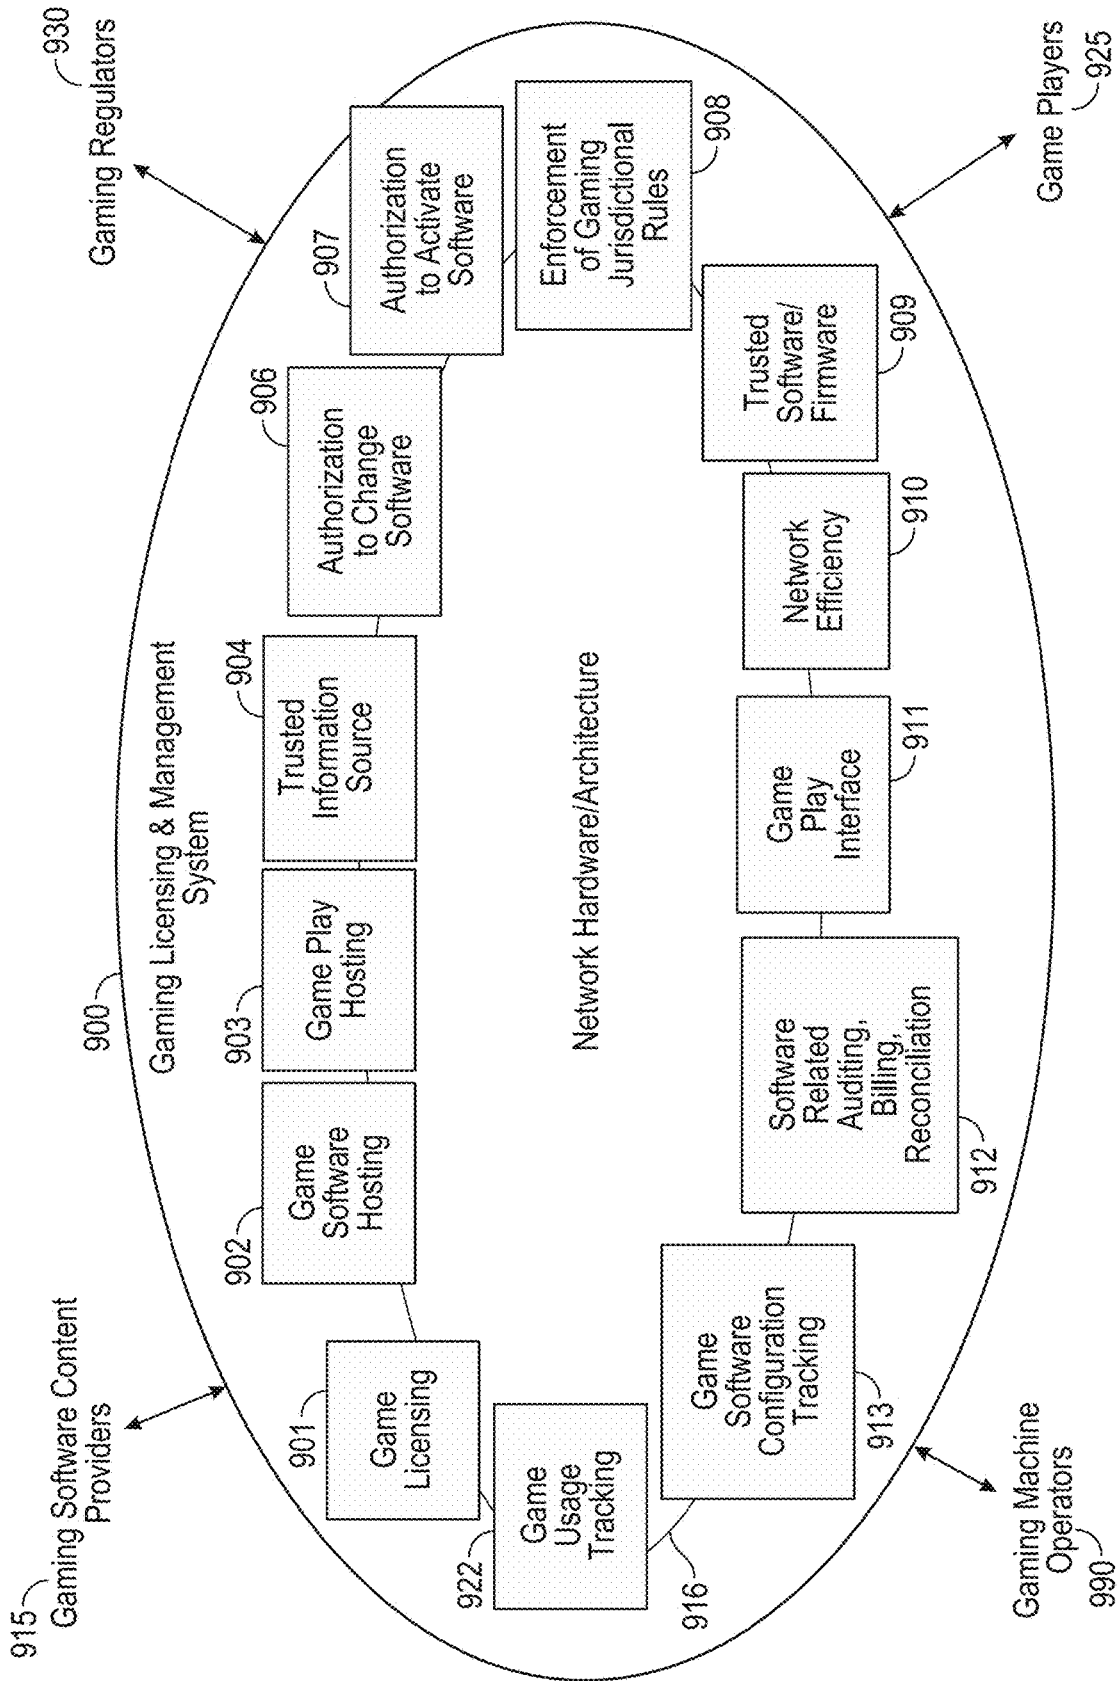 915
Gaming Software Content
Providers
900
Gaming Licensing & Management
System
930
Gaming Regulators
901
Game
Licensing
902
Game
Software
Hosting
903
Game Play
Hosting
904
Trusted
Information
Source
906
Authorization
to Change
Software
907
Authorization
to Activate
Software
Enforcement
of Gaming
Jurisdictional
Rules
908
Network Hardware/Architecture
922
Game
Usage
Tracking
916
Game
Software
Configuration
Tracking
913
Software
Related
Auditing,
Billing,
Reconciliation
912
Game
Play
Interface
911
Network
Efficiency
910
Trusted
Software/
Firmware
909
Gaming Machine
Operators
990
Game Players
925